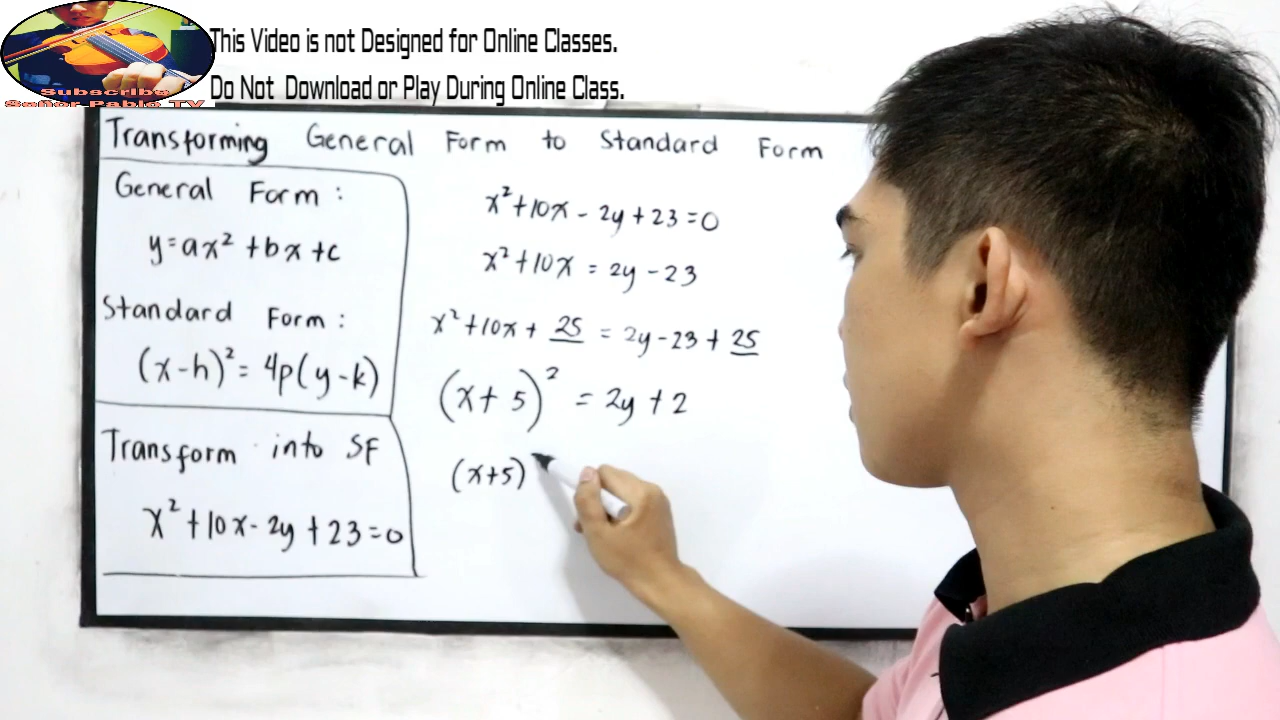 This Video is not Designed for Online Classes.
Do Not Download or Play During Online Class.
Subscribe
Señor Pablo TV
Transforming General Form to Standard Form
General Form :
y=ax² +bx+c
Standard Form :
(x-h)² = 4p(y-k)
Transform into SF
x²+10x-2y+23=0
x²+10x-2y+23=0
x²+10x = 2y-23
x²+10x+ 25 = 2y-23+25
(x+5)² = 2y+2
(x+5)